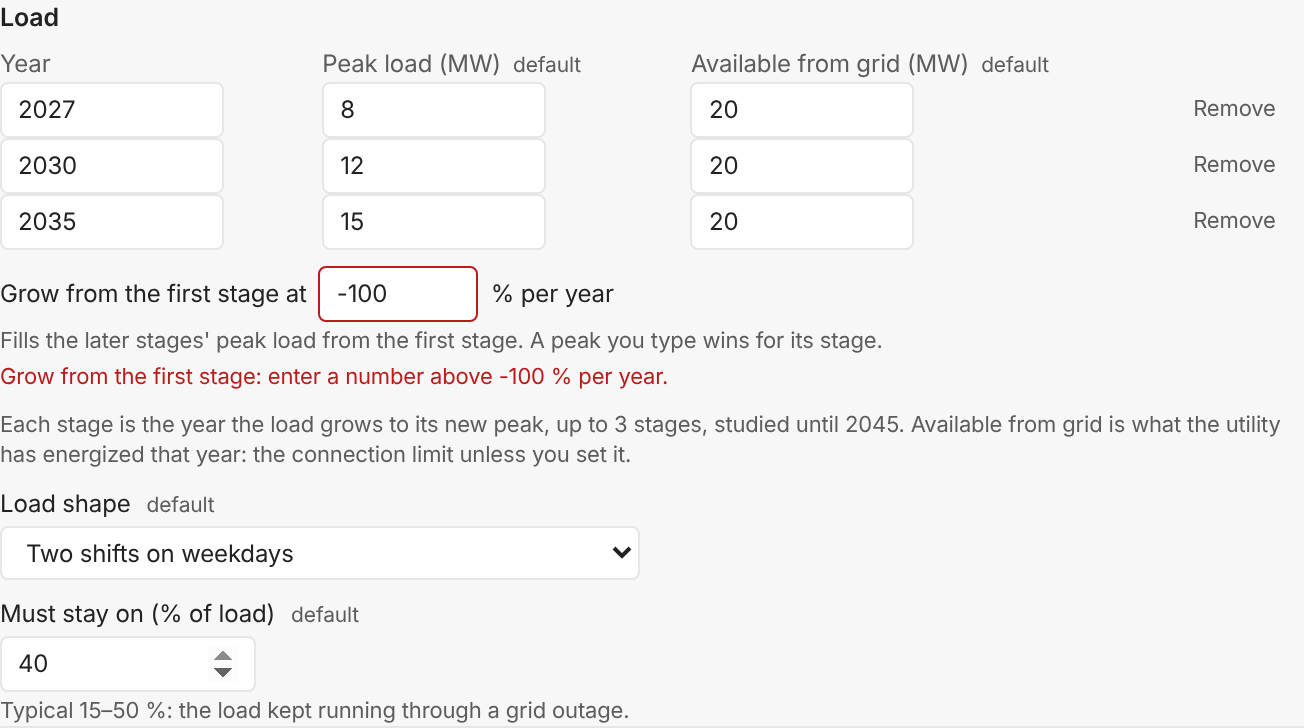 Load
Year Peak load (MW) default Available from grid (MW) default
2027 8 20 Remove
2030 12 20 Remove
2035 15 20 Remove
Grow from the first stage at -100 % per year
Fills the later stages' peak load from the first stage. A peak you type wins for its stage.
Grow from the first stage: enter a number above -100 % per year.
Each stage is the year the load grows to its new peak, up to 3 stages, studied until 2045. Available from grid is what the utility
has energized that year: the connection limit unless you set it.
Load shape default
Two shifts on weekdays
Must stay on (% of load) default
40
Typical 15–50 %: the load kept running through a grid outage.